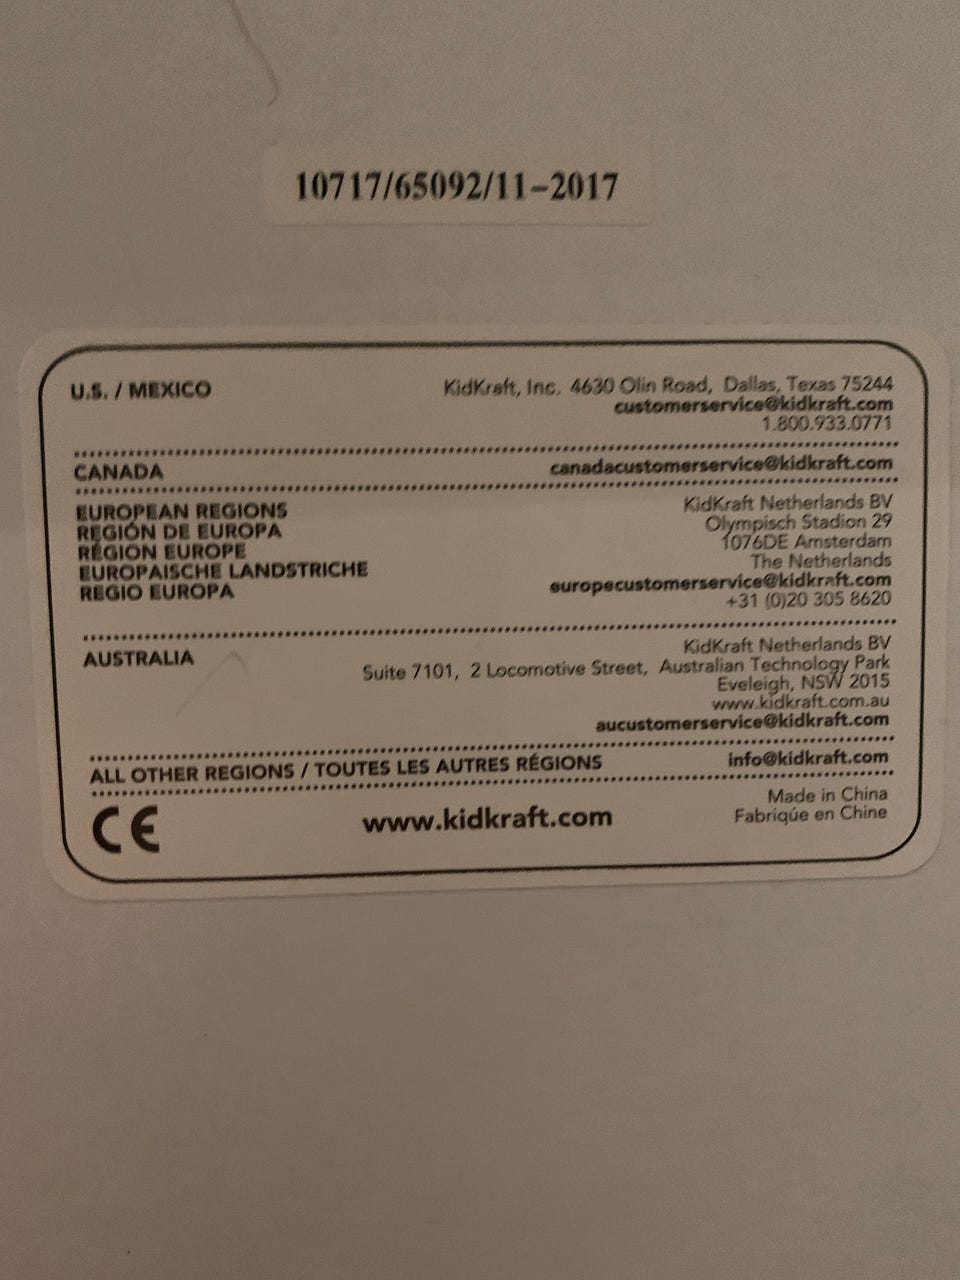 10717/65092/11-2017
U.S. / MEXICO
KidKraft, Inc. 4630 Olin Road, Dallas, Texas 75244
customerservice@kidkraft.com
1.800.933.0771
CANADA
canadacustomerservice@kidkraft.com
EUROPEAN REGIONS
REGIÓN DE EUROPA
RÉGION EUROPE
EUROPAISCHE LANDSTRICHE
REGIO EUROPA
KidKraft Netherlands BV
Olympisch Stadion 29
1076DE Amsterdam
The Netherlands
europecustomerservice@kidkraft.com
+31 (0)20 305 8620
AUSTRALIA
KidKraft Netherlands BV
Suite 7101, 2 Locomotive Street, Australian Technology Park
Eveleigh, NSW 2015
www.kidkraft.com.au
aucustomerservice@kidkraft.com
ALL OTHER REGIONS / TOUTES LES AUTRES RÉGIONS
info@kidkraft.com
CE
www.kidkraft.com
Made in China
Fabriqúe en Chine